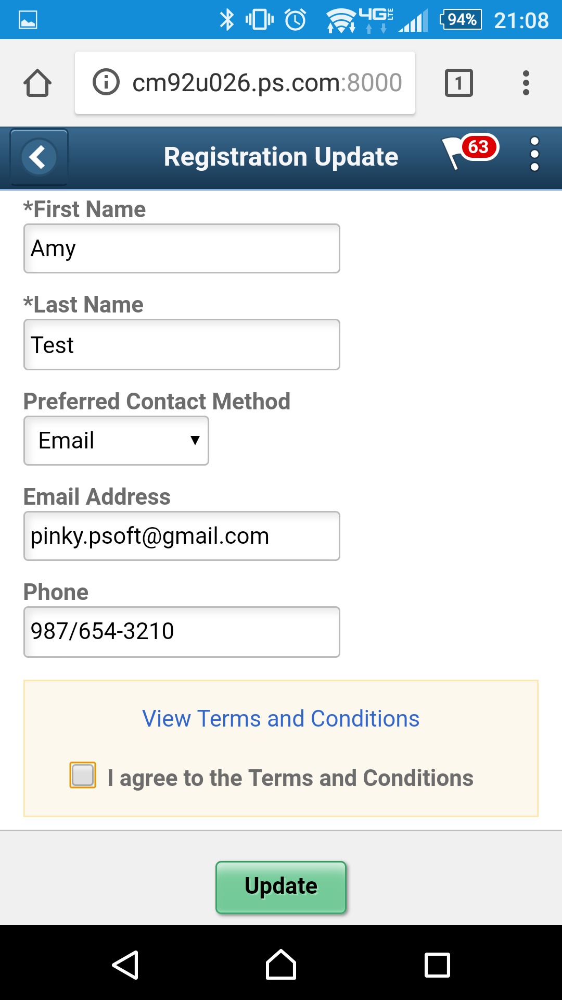 4G LTE 94% 21:08
cm92u026.ps.com:8000 1
Registration Update 63
*First Name
Amy
*Last Name
Test
Preferred Contact Method
Email
Email Address
pinky.psoft@gmail.com
Phone
987/654-3210
View Terms and Conditions
I agree to the Terms and Conditions
Update